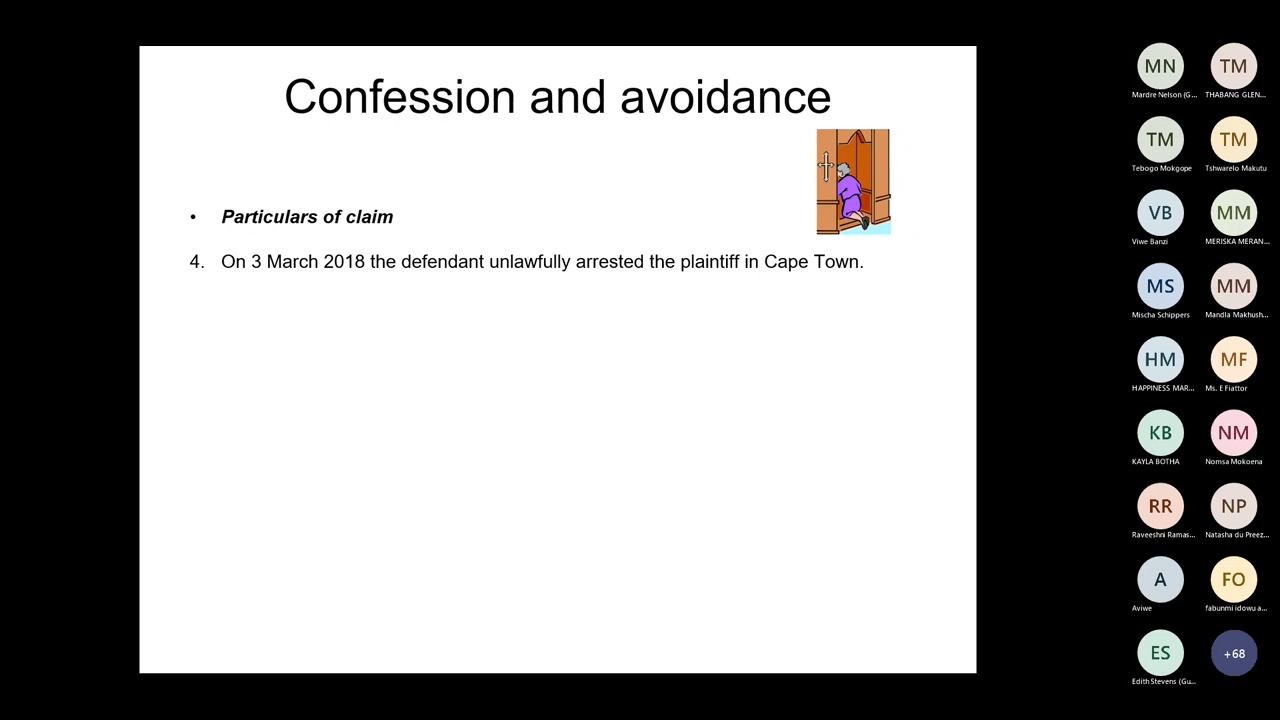 Confession and avoidance
• Particulars of claim
4. On 3 March 2018 the defendant unlawfully arrested the plaintiff in Cape Town.
MN TM
Mardre Nelson (G... THABANG GLEN...
TM TM
Tebogo Mokgope Tshwarelo Makutu
VB MM
Viwe Banzi MERISKA MERAN...
MS MM
Mischa Schippers Mandla Makhush...
HM MF
HAPPINESS MAR... Ms. E Fiattor
KB NM
KAYLA BOTHA Nomsa Mokoena
RR NP
Raveeshni Ramas... Natasha du Preez...
A FO
Aviwe fabunmi idowu a...
ES +68
Edith Stevens (Gu...